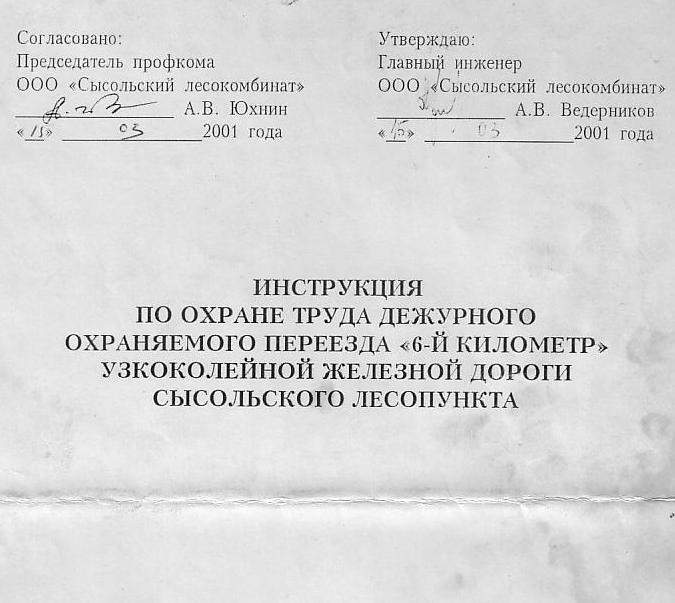 Согласовано:
Председатель профкома
ООО «Сысольский лесокомбинат»
А.В. Юхнин
«15» 03 2001 года
Утверждаю:
Главный инженер
ООО «Сысольский лесокомбинат»
А.В. Ведерников
«15» 03 2001 года
ИНСТРУКЦИЯ
ПО ОХРАНЕ ТРУДА ДЕЖУРНОГО
ОХРАНЯЕМОГО ПЕРЕЕЗДА «6-Й КИЛОМЕТР»
УЗКОКОЛЕЙНОЙ ЖЕЛЕЗНОЙ ДОРОГИ
СЫСОЛЬСКОГО ЛЕСОПУНКТА